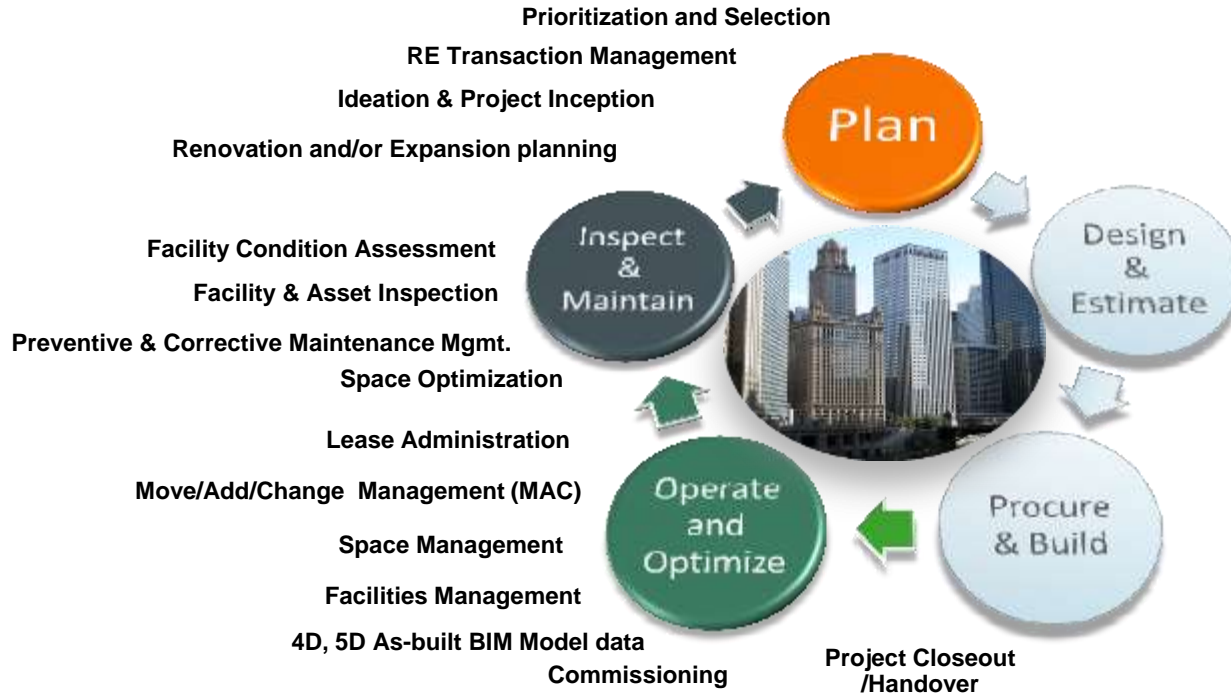 Prioritization and Selection
RE Transaction Management
Ideation & Project Inception
Plan
Renovation and/or Expansion planning
Inspect
&
Maintain
Design
&
Estimate
Facility Condition Assessment
Facility & Asset Inspection
Preventive & Corrective Maintenance Mgmt.
Space Optimization
Lease Administration
Move/Add/Change Management (MAC)
Operate
and
Optimize
Procure
& Build
Space Management
Facilities Management
4D, 5D As-built BIM Model data
Commissioning
Project Closeout
/Handover